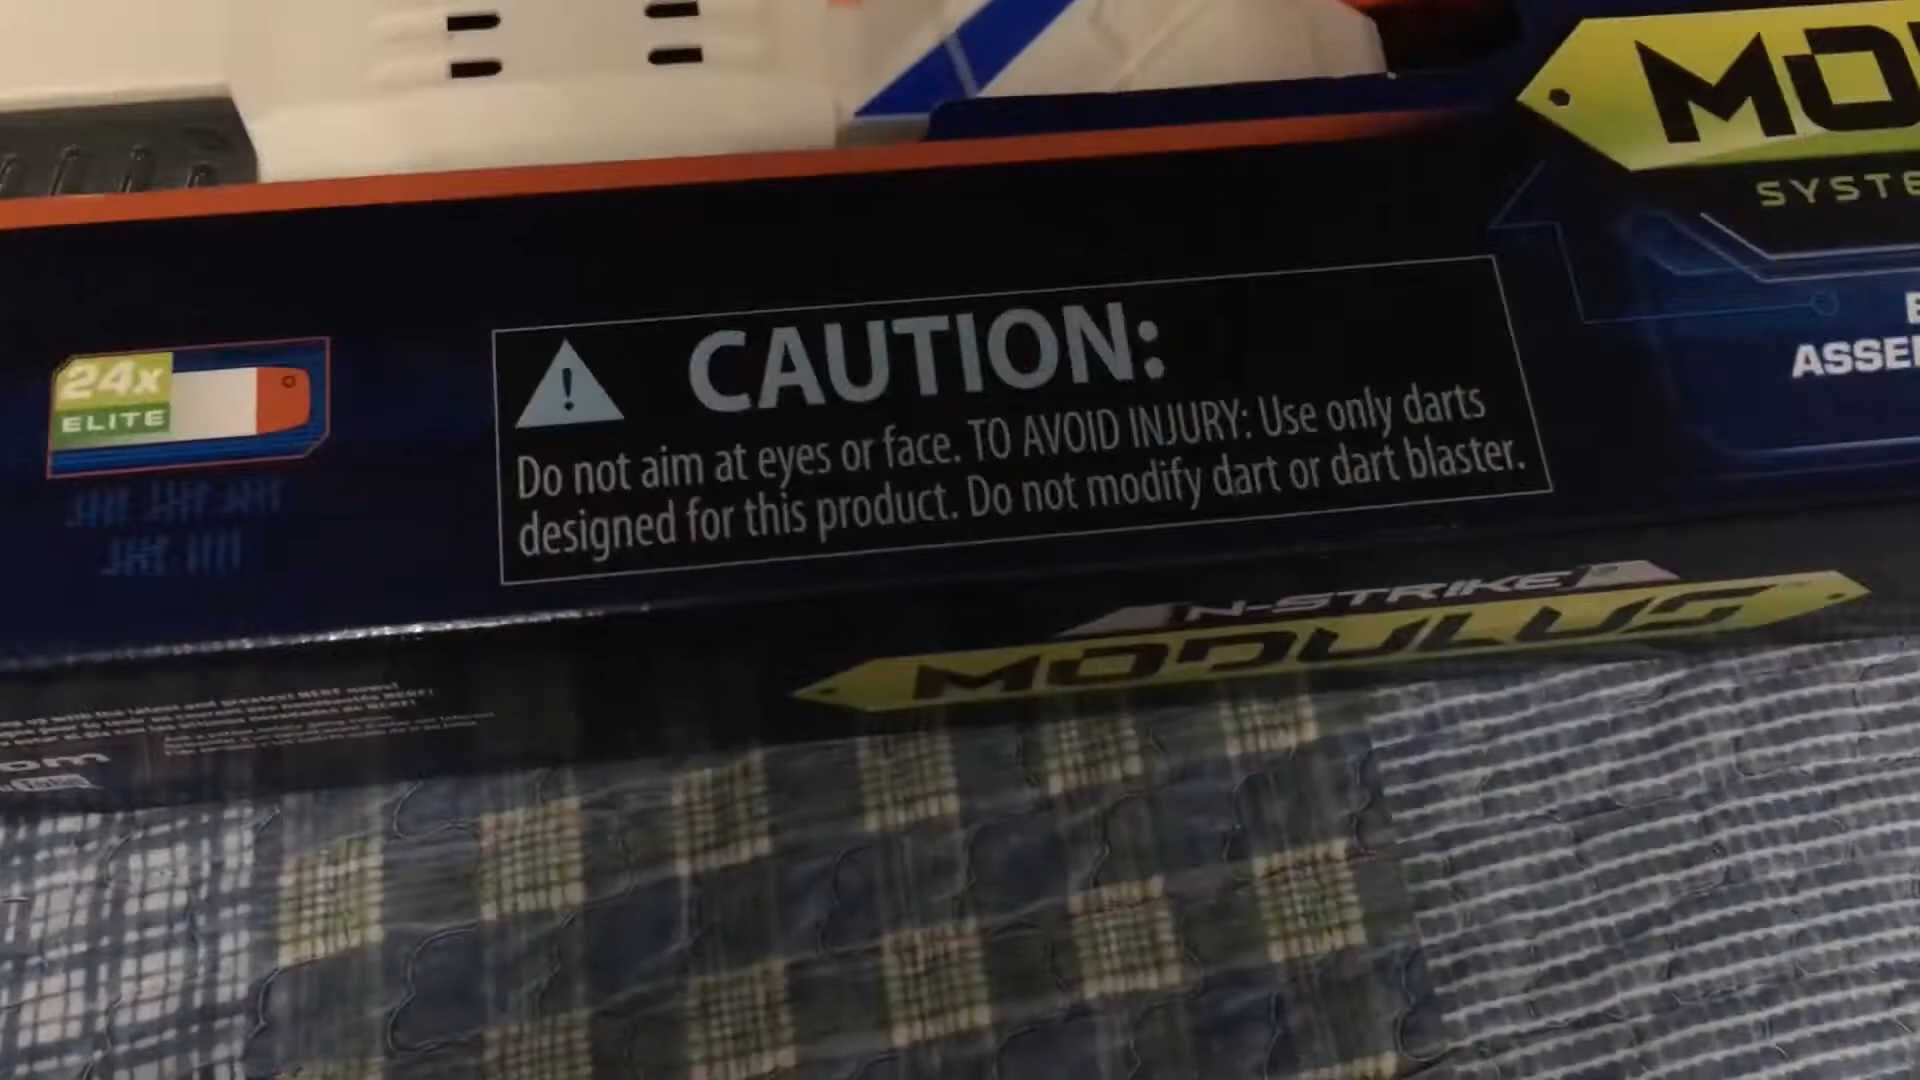 MO
SYSTE
ASSE
24x
ELITE
CAUTION:
Do not aim at eyes or face. TO AVOID INJURY: Use only darts
designed for this product. Do not modify dart or dart blaster.
N-STRIKE
MODULUS